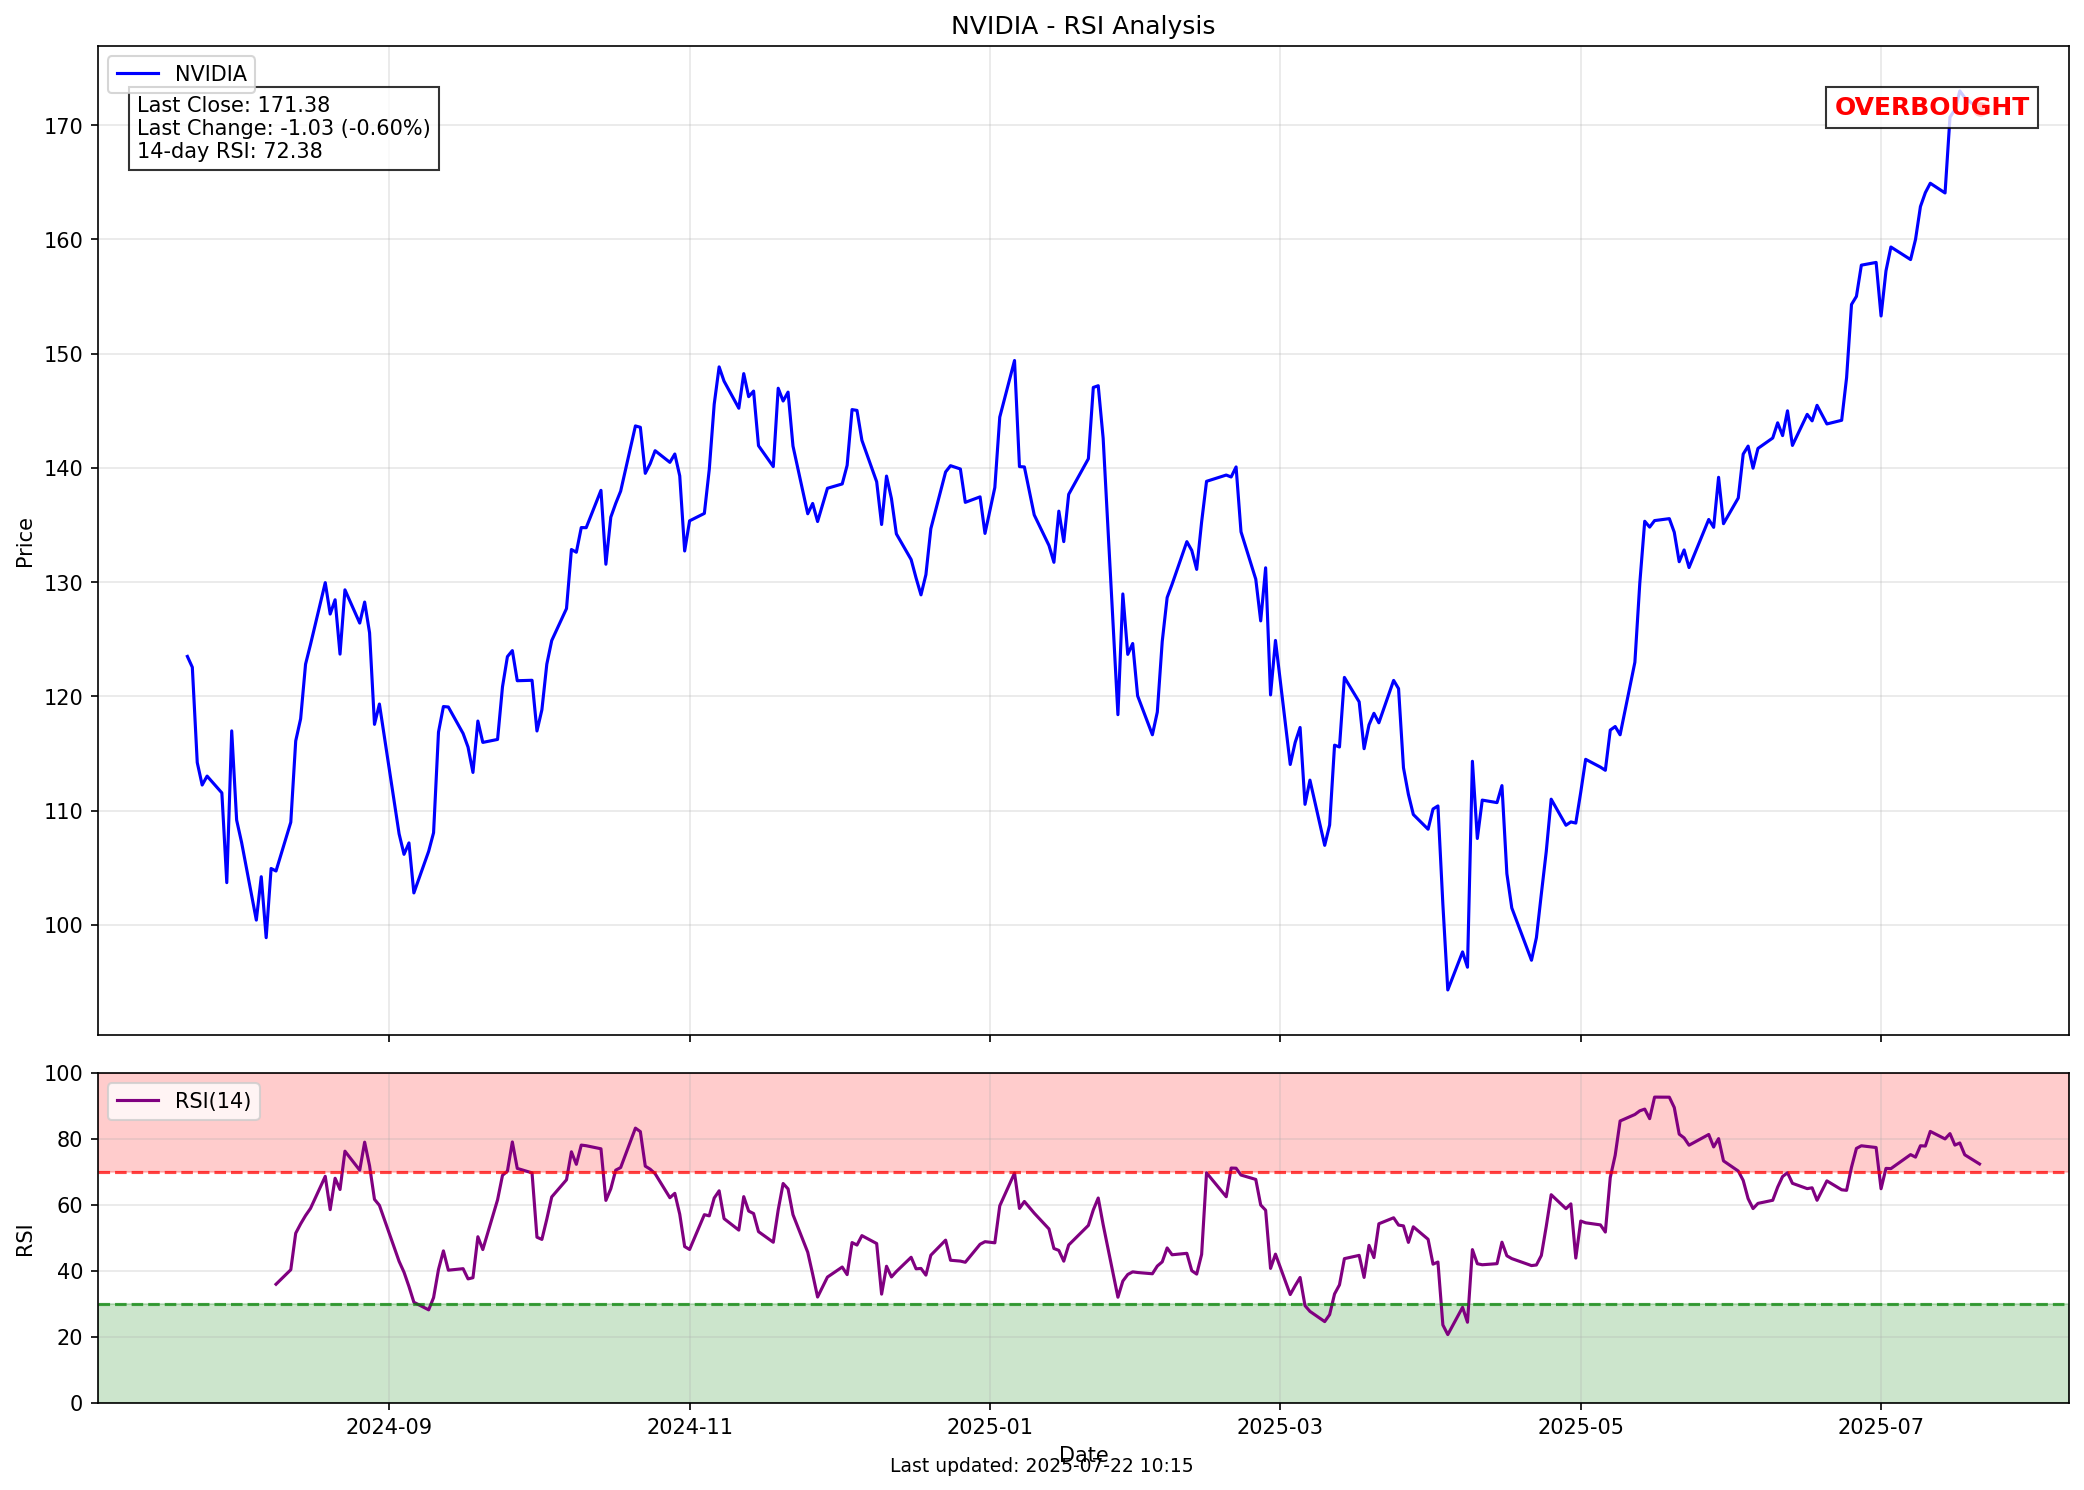 NVIDIA - RSI Analysis
NVIDIA
Last Close: 171.38
Last Change: -1.03 (-0.60%)
14-day RSI: 72.38
OVERBOUGHT
Price
170
160
150
140
130
120
110
100
RSI(14)
RSI
100
80
60
40
20
0
2024-09
2024-11
2025-01
2025-03
2025-05
2025-07
Date
Last updated: 2025-07-22 10:15